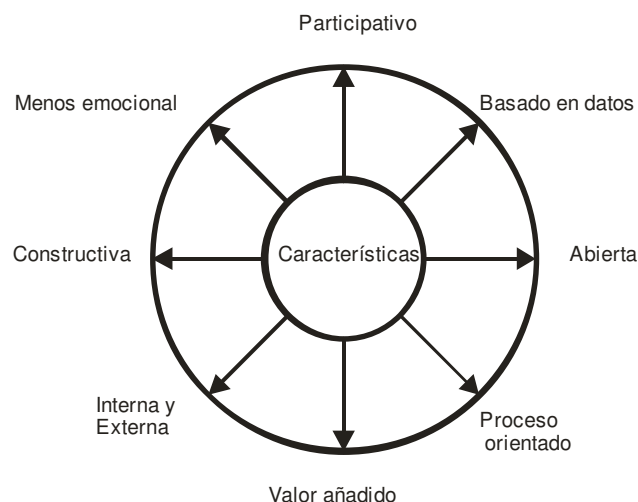 Participativo
Menos emocional
Basado en datos
Constructiva
Características
Abierta
Interna y
Externa
Proceso
orientado
Valor añadido